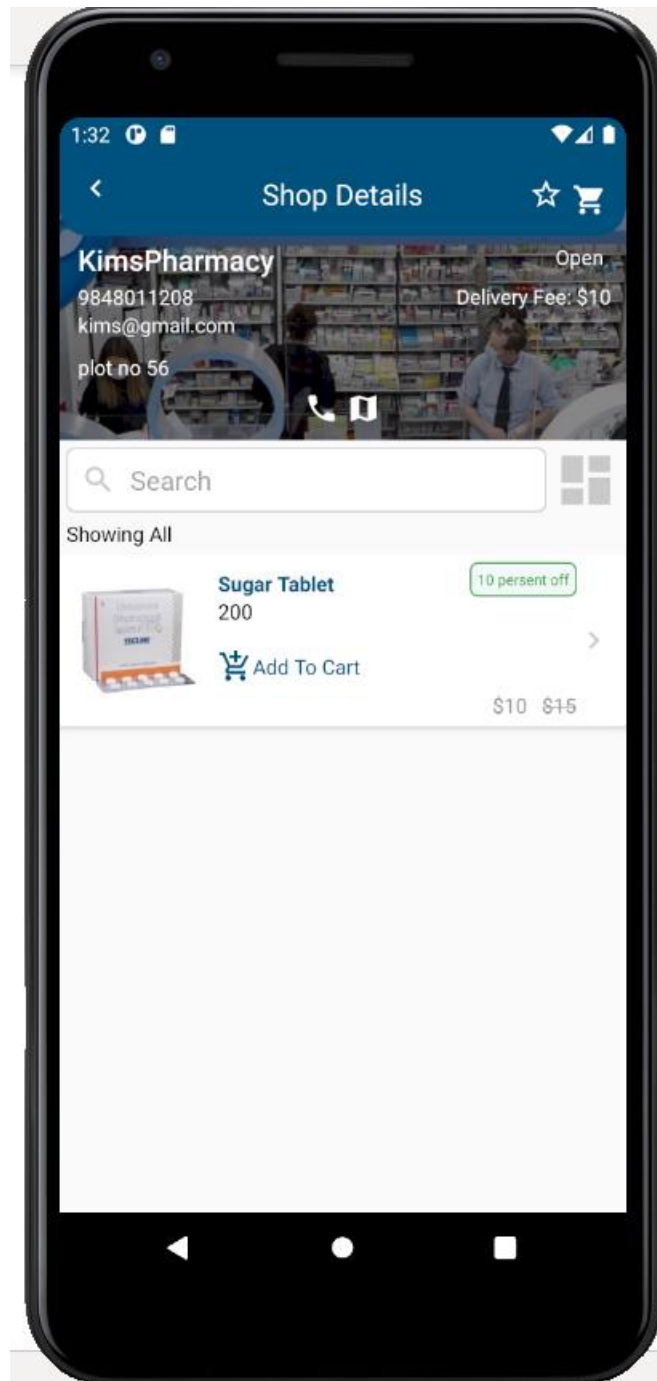 1:32
Shop Details
KimsPharmacy
Open
9848011208
Delivery Fee: $10
kims@gmail.com
plot no 56
Search
Showing All
Sugar Tablet
10 persent off
200
Add To Cart
$10 $15